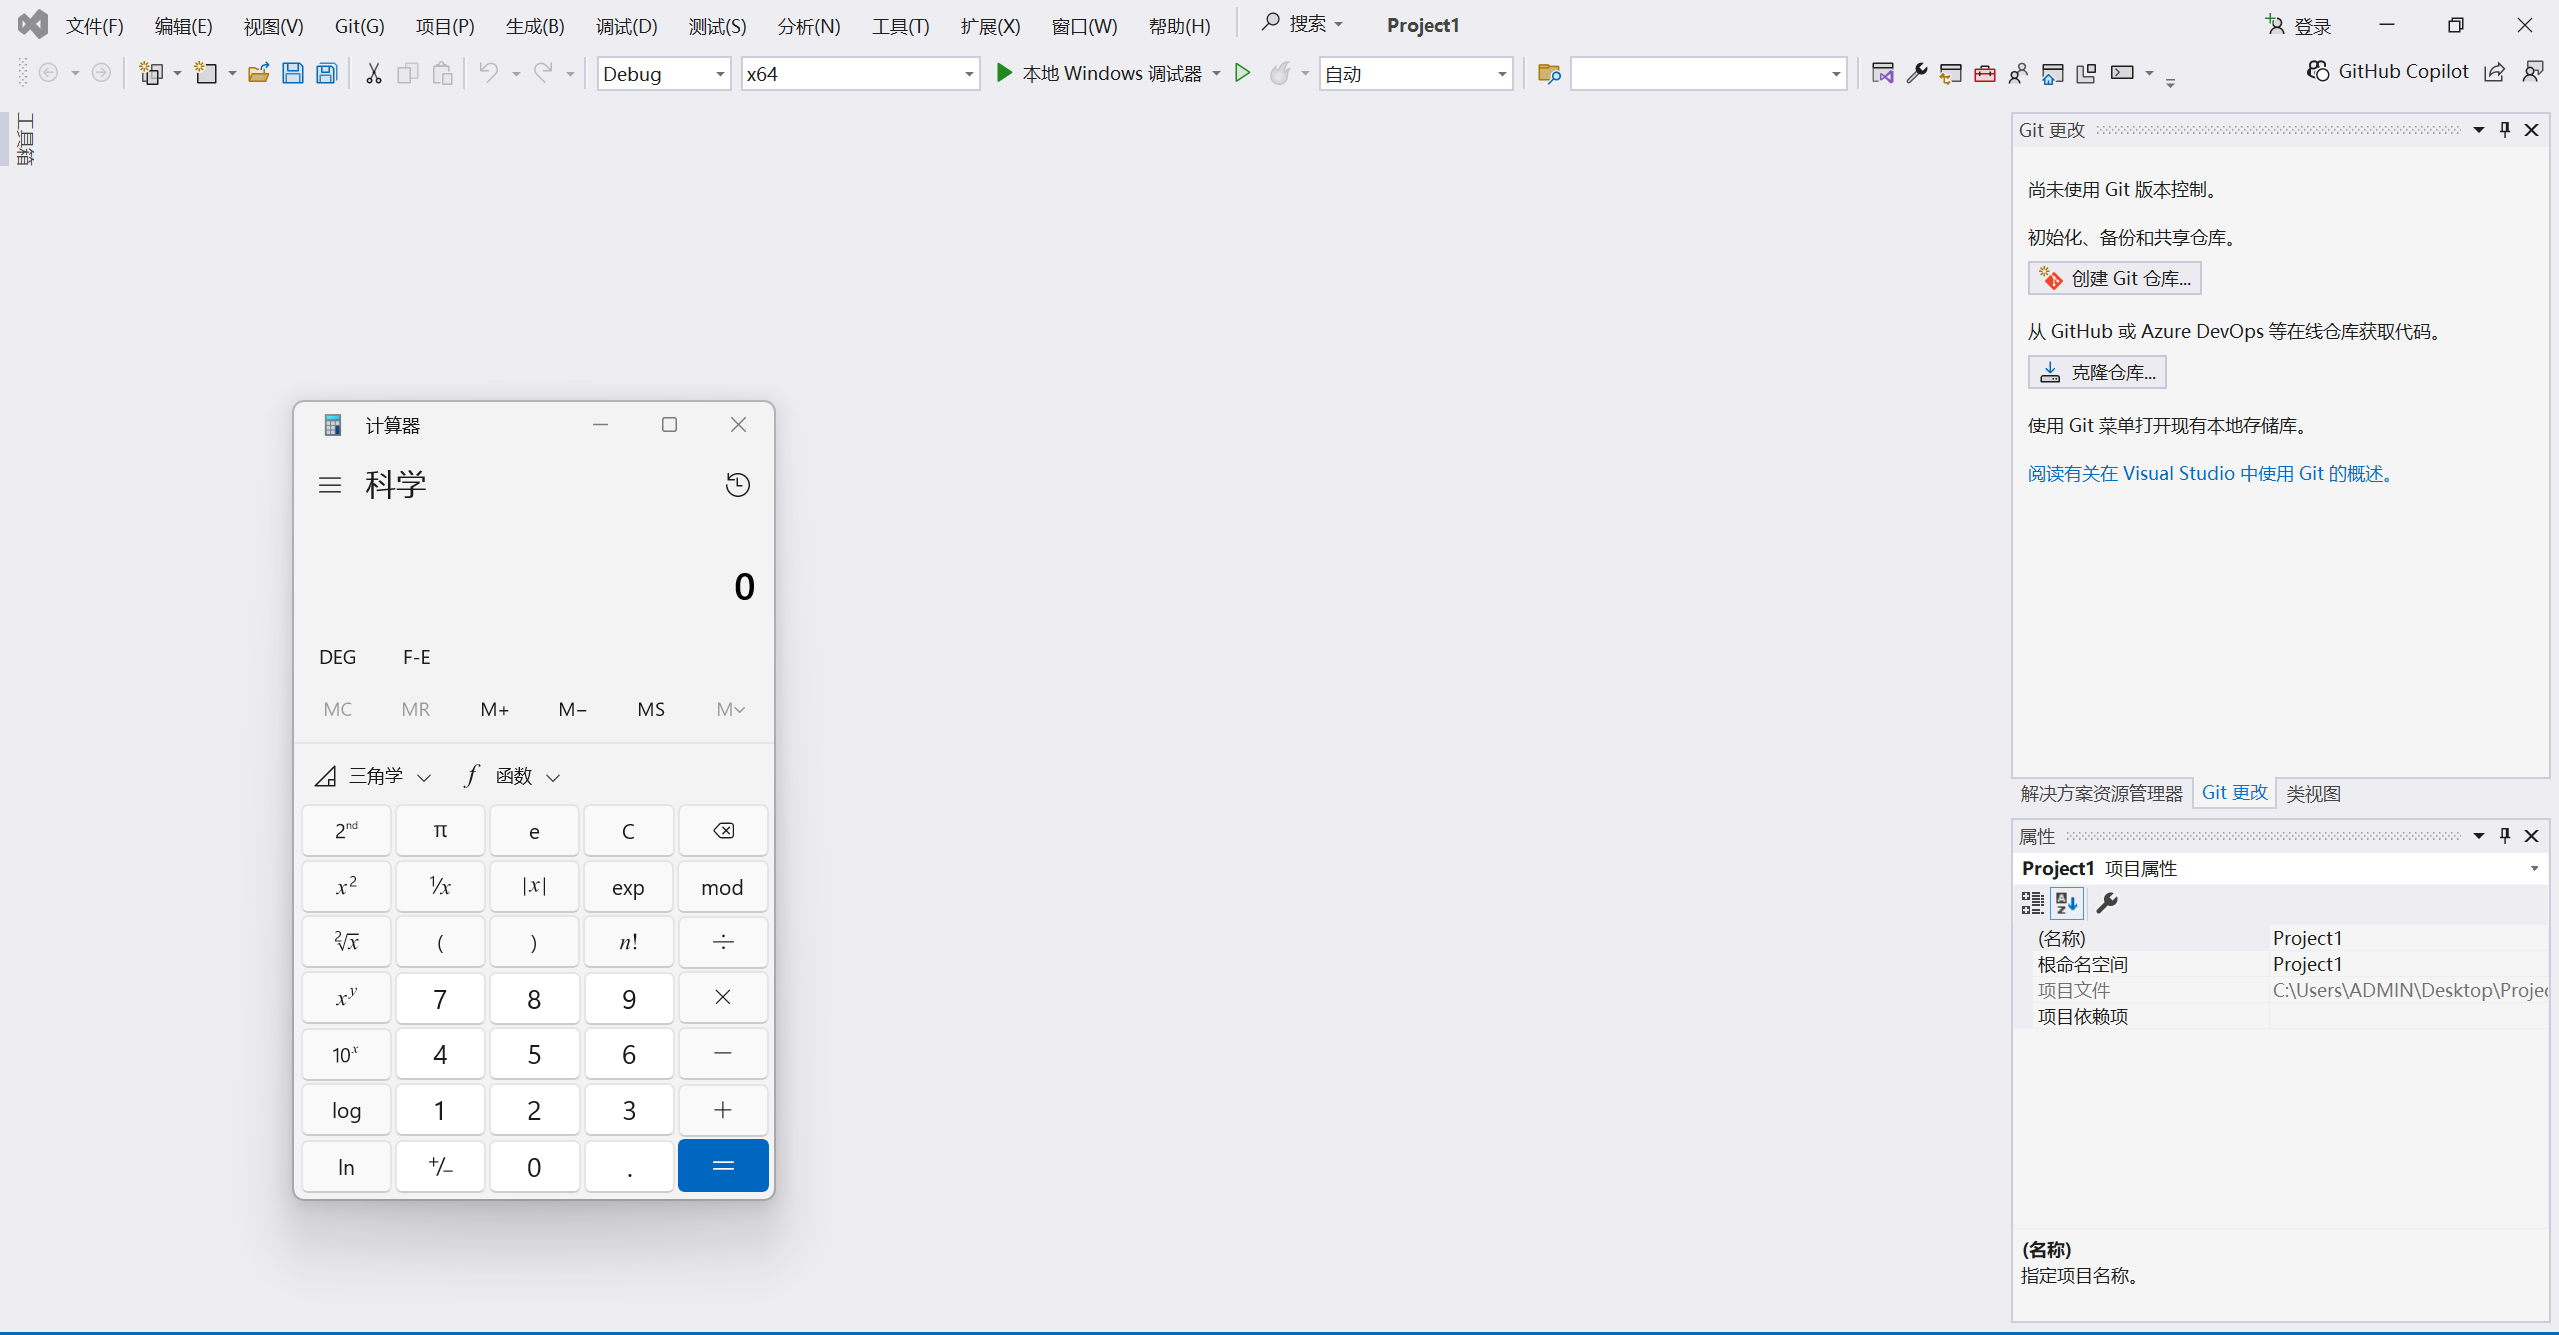 文件(F) 编辑(E) 视图(V) Git(G) 项目(P) 生成(B) 调试(D) 测试(S) 分析(N) 工具(T) 扩展(X) 窗口(W) 帮助(H) 搜索 Project1 登录
Debug x64 本地 Windows 调试器 自动 GitHub Copilot
工具箱
计算器
科学
0
DEG F-E
MC MR M+ M− MS M
三角学 f 函数
2nd π e C
x2 1/x |x| exp mod
2√x ( ) n! ÷
xy 7 8 9 ×
10x 4 5 6 −
log 1 2 3 +
ln +/− 0 . =
Git 更改
尚未使用 Git 版本控制。
初始化、备份和共享仓库。
创建 Git 仓库...
从 GitHub 或 Azure DevOps 等在线仓库获取代码。
克隆仓库...
使用 Git 菜单打开现有本地存储库。
阅读有关在 Visual Studio 中使用 Git 的概述。
解决方案资源管理器 Git 更改 类视图
属性
Project1 项目属性
(名称) Project1
根命名空间 Project1
项目文件 C:\Users\ADMIN\Desktop\Projec
项目依赖项
(名称)
指定项目名称。